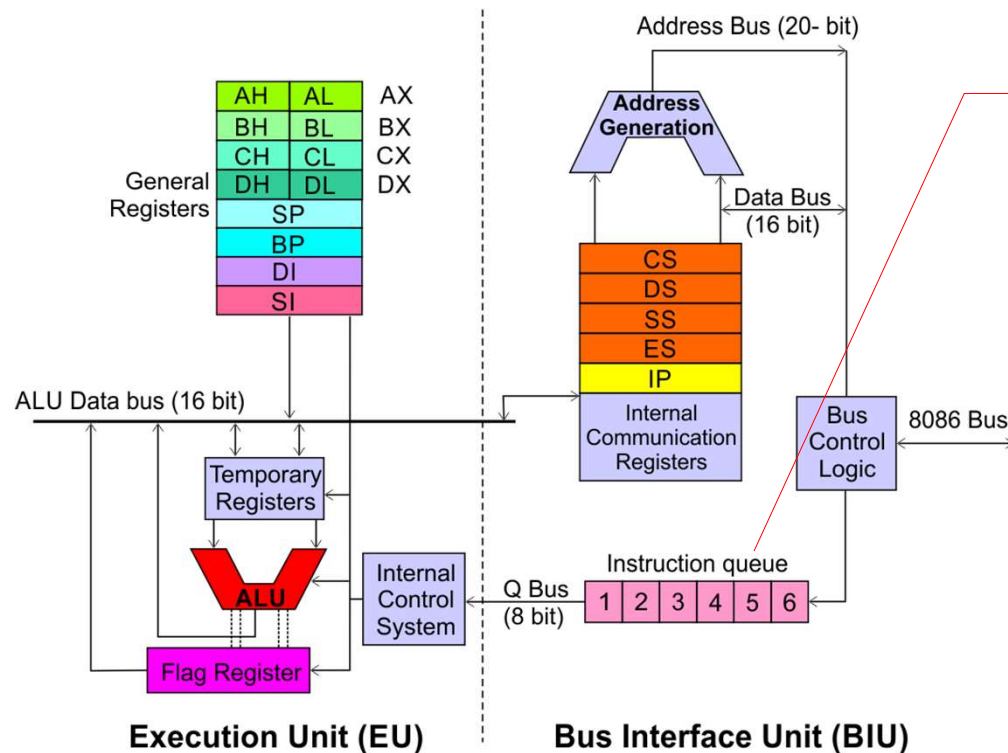 Address Bus (20- bit)
AH AL AX
BH BL BX
CH CL CX
DH DL DX
General
Registers
SP
BP
DI
SI
Address
Generation
Data Bus
(16 bit)
CS
DS
SS
ES
IP
Internal
Communication
Registers
ALU Data bus (16 bit)
Bus
Control
Logic
8086 Bus
Temporary
Registers
ALU
Internal
Control
System
Q Bus
(8 bit)
Instruction queue
1 2 3 4 5 6
Flag Register
Execution Unit (EU)
Bus Interface Unit (BIU)